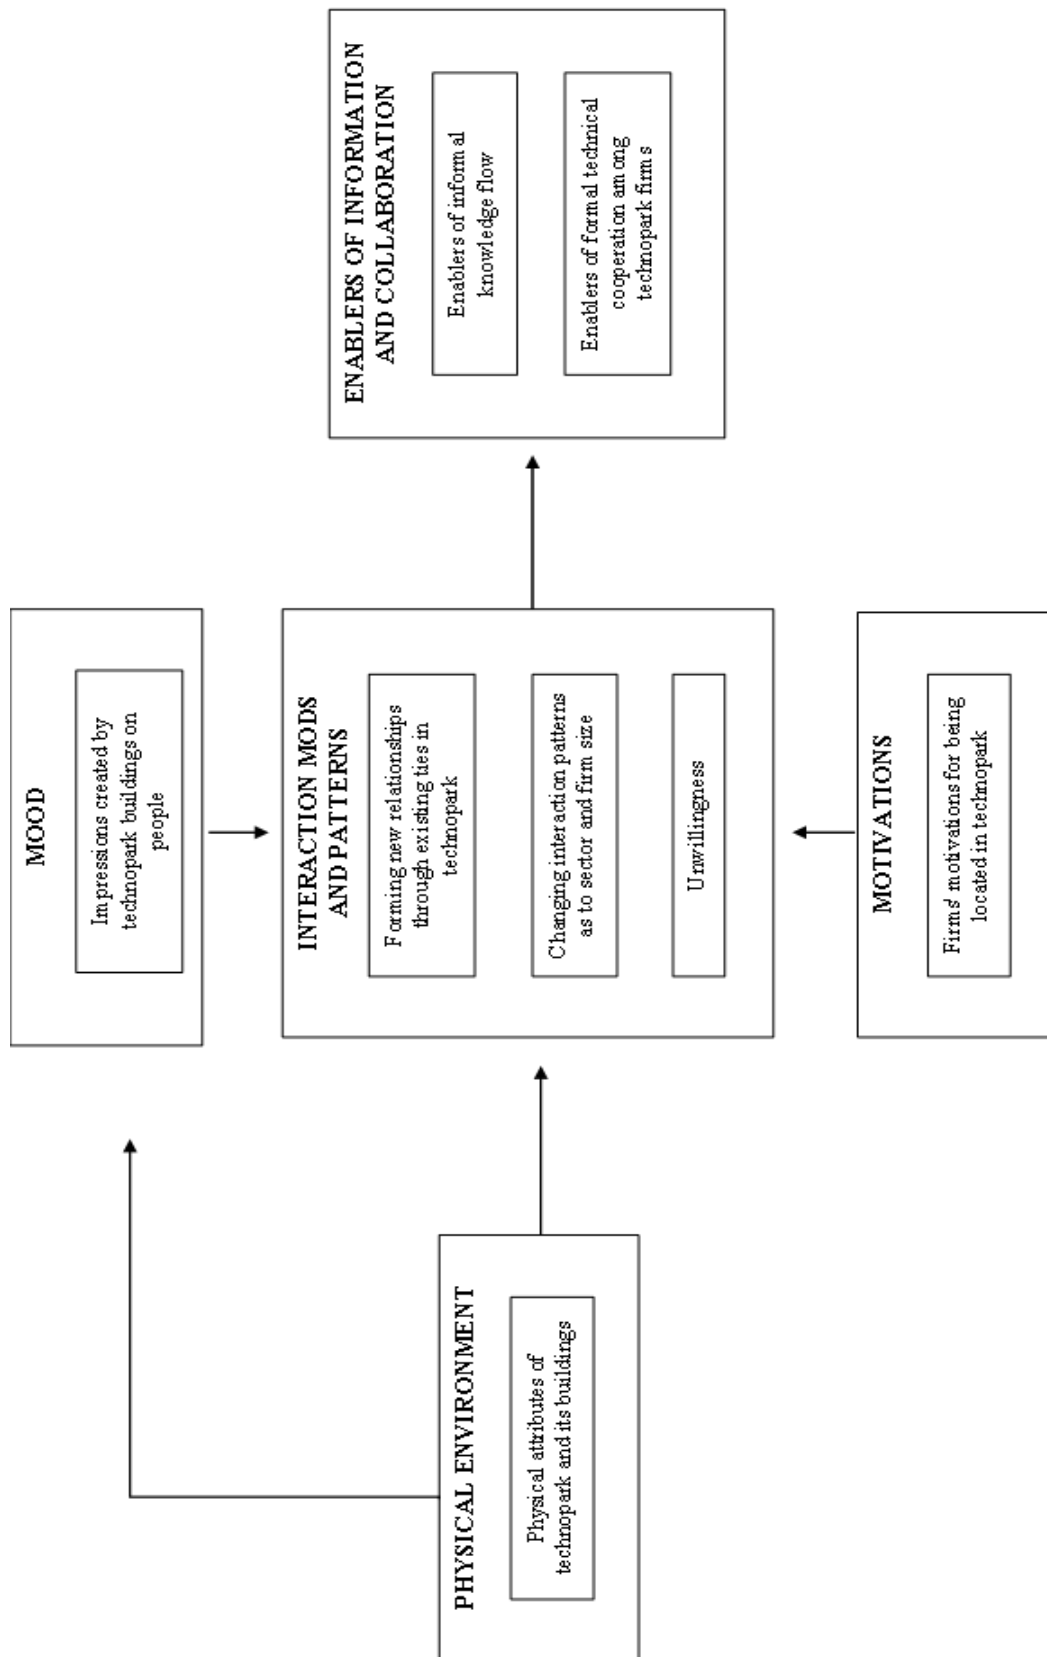 PHYSICAL ENVIRONMENT
Physical attributes of
technopark and its buildings
MOOD
Impressions created by
technopark buildings on
people
INTERACTION MODS
AND PATTERNS
Forming new relationships
through existing ties in
technopark
Changing interaction patterns
as to sector and firm size
Unwillingness
MOTIVATIONS
Firms' motivations for being
located in technopark
ENABLERS OF INFORMATION
AND COLLABORATION
Enablers of informal
knowledge flow
Enablers of formal technical
cooperation among
technopark firms